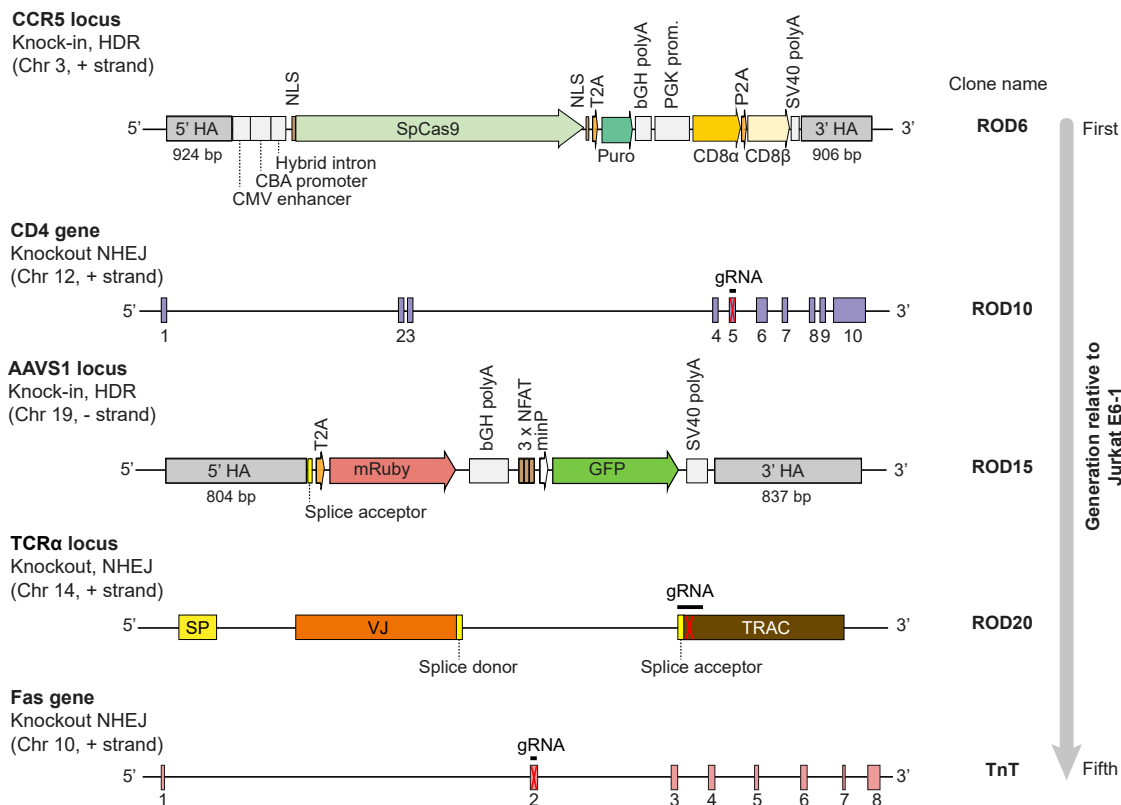 CCR5 locus
Knock-in, HDR
(Chr 3, + strand)
NLS
NLS
T2A
bGH polyA
PGK prom.
P2A
SV40 polyA
Clone name
5’
5’ HA
SpCas9
3’ HA
3’
ROD6
First
924 bp
Puro
CD8α
CD8β
906 bp
Hybrid intron
CBA promoter
CMV enhancer
CD4 gene
Knockout NHEJ
(Chr 12, + strand)
gRNA
5’
3’
ROD10
1
2
3
4
5
6
7
8
9
10
AAVS1 locus
Knock-in, HDR
(Chr 19, - strand)
T2A
bGH polyA
3 x NFAT
minP
SV40 polyA
5’
5’ HA
mRuby
GFP
3’ HA
3’
ROD15
804 bp
Splice acceptor
837 bp
Generation relative to
Jurkat E6-1
TCRα locus
Knockout, NHEJ
(Chr 14, + strand)
gRNA
5’
SP
VJ
TRAC
3’
ROD20
Splice donor
Splice acceptor
Fas gene
Knockout NHEJ
(Chr 10, + strand)
gRNA
5’
3’
TnT
Fifth
1
2
3
4
5
6
7
8